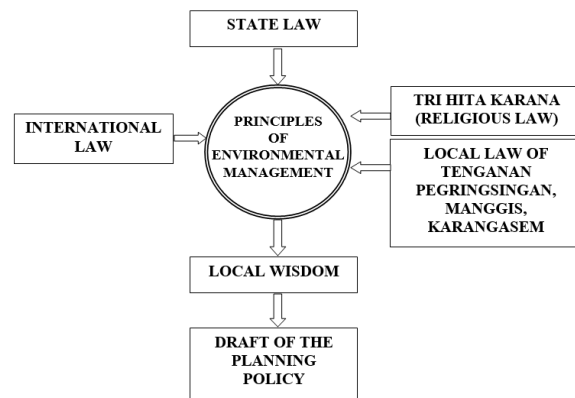 STATE LAW
INTERNATIONAL
LAW
PRINCIPLES
OF
ENVIRONMENTAL
MANAGEMENT
TRI HITA KARANA
(RELIGIOUS LAW)
LOCAL LAW OF
TENGANAN
PEGRINGSINGAN,
MANGGIS,
KARANGASEM
LOCAL WISDOM
DRAFT OF THE
PLANNING
POLICY